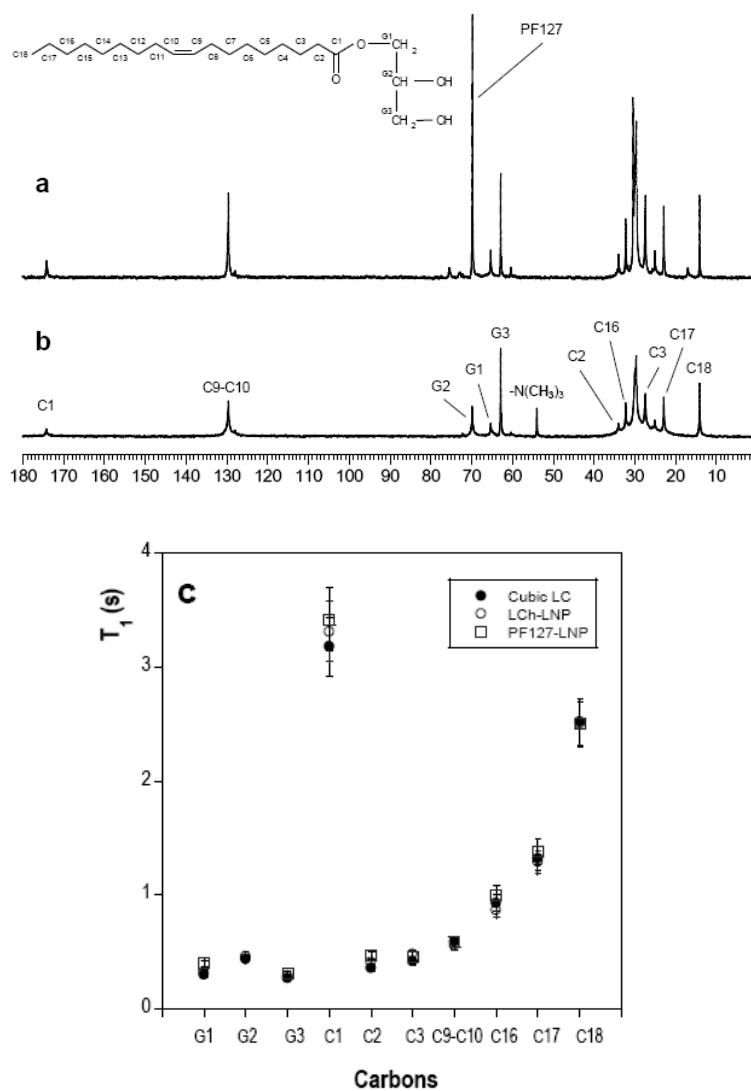 a
PF127
G1
C16 C14 C12 C10 C9 C7 C5 C3 C1 O CH2
C18 C17 C15 C13 C11 C8 C6 C4 C2
O
G2 CH OH
G3
CH2 OH
b
C1
C9-C10
G2
G1
G3
-N(CH3)3
C2
C16
C3
C17
C18
180 170 160 150 140 130 120 110 100 90 80 70 60 50 40 30 20 10
C
T1 (s)
4
3
2
1
0
Cubic LC
LCh-LNP
PF127-LNP
G1 G2 G3 C1 C2 C3 C9-C10 C16 C17 C18
Carbons